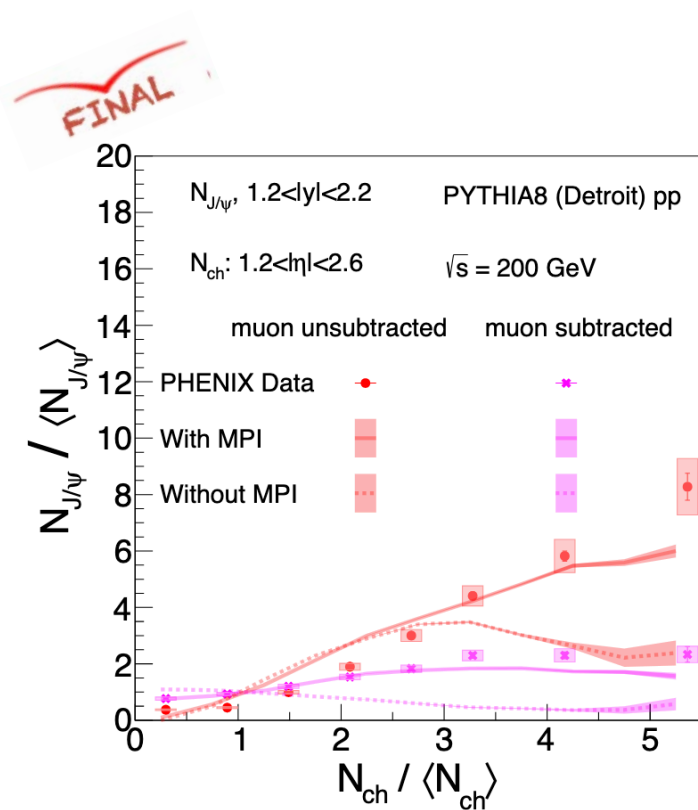 FINAL
N_J/ψ, 1.2<|y|<2.2 PYTHIA8 (Detroit) pp
N_ch: 1.2<|η|<2.6 √s = 200 GeV
muon unsubtracted muon subtracted
PHENIX Data
With MPI
Without MPI
N_J/ψ / ⟨N_J/ψ⟩
20
18
16
14
12
10
8
6
4
2
0
0 1 2 3 4 5
N_ch / ⟨N_ch⟩